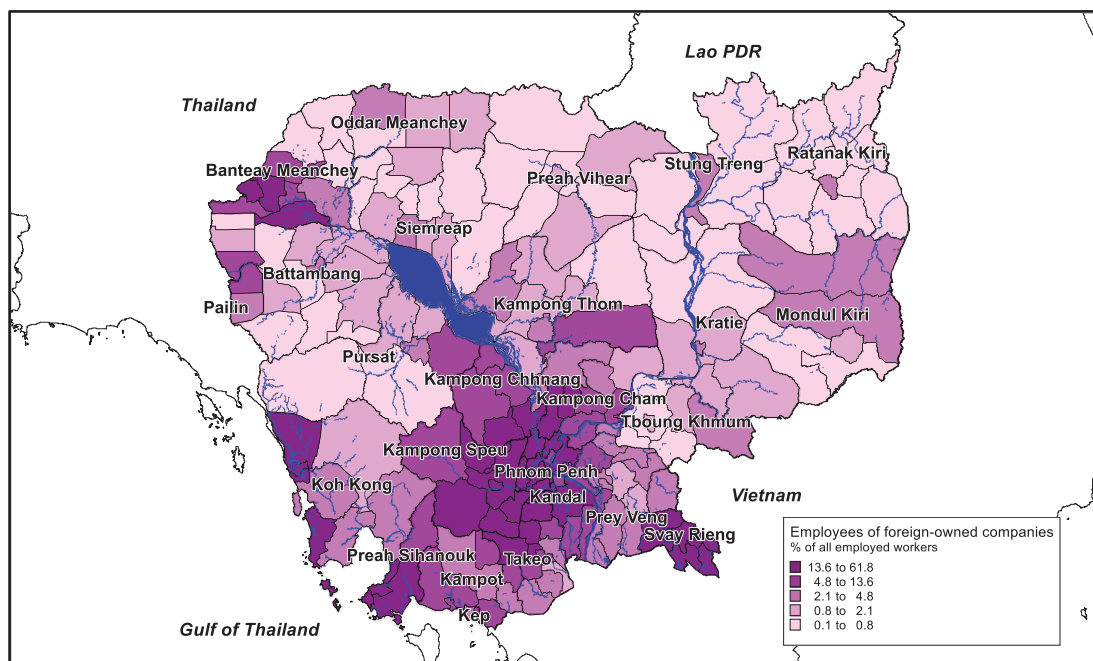 Lao PDR
Thailand
Oddar Meanchey
Banteay Meanchey
Stung Treng
Ratanak Kiri
Preah Vihear
Siemreap
Battambang
Pailin
Kampong Thom
Mondul Kiri
Kratie
Pursat
Kampong Chhnang
Kampong Cham
Tboung Khmum
Kampong Speu
Phnom Penh
Koh Kong
Kandal
Vietnam
Prey Veng
Svay Rieng
Preah Sihanouk
Takeo
Kampot
Kep
Gulf of Thailand
Employees of foreign-owned companies
% of all employed workers
13.6 to 61.8
4.8 to 13.6
2.1 to 4.8
0.8 to 2.1
0.1 to 0.8